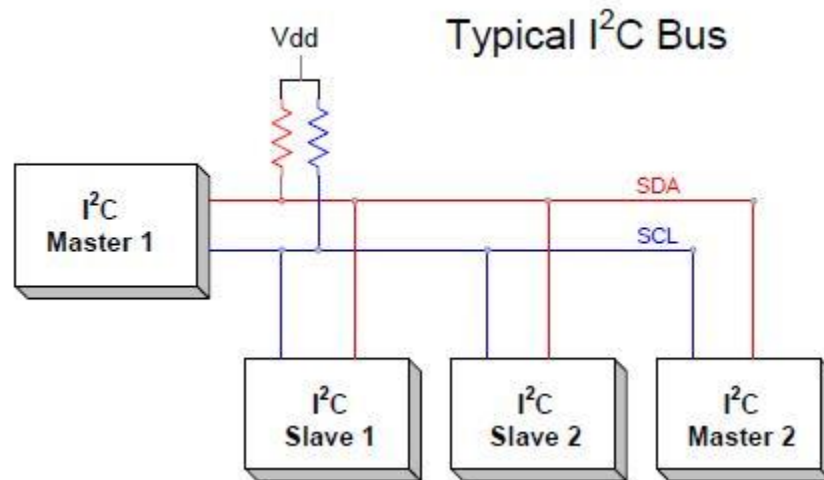 Typical I²C Bus
Vdd
SDA
I²C
Master 1
SCL
I²C
Slave 1
I²C
Slave 2
I²C
Master 2